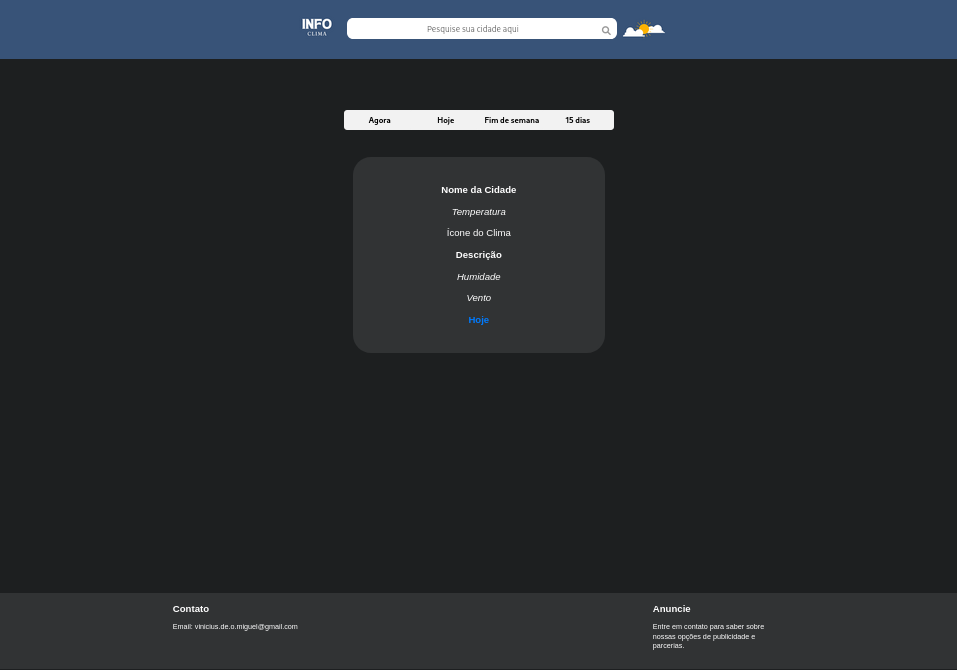 INFO
CLIMA
Pesquise sua cidade aqui
Agora Hoje Fim de semana 15 dias
Nome da Cidade
Temperatura
Ícone do Clima
Descrição
Humidade
Vento
Hoje
Contato
Email: vinicius.de.o.miguel@gmail.com
Anuncie
Entre em contato para saber sobre
nossas opções de publicidade e
parcerias.